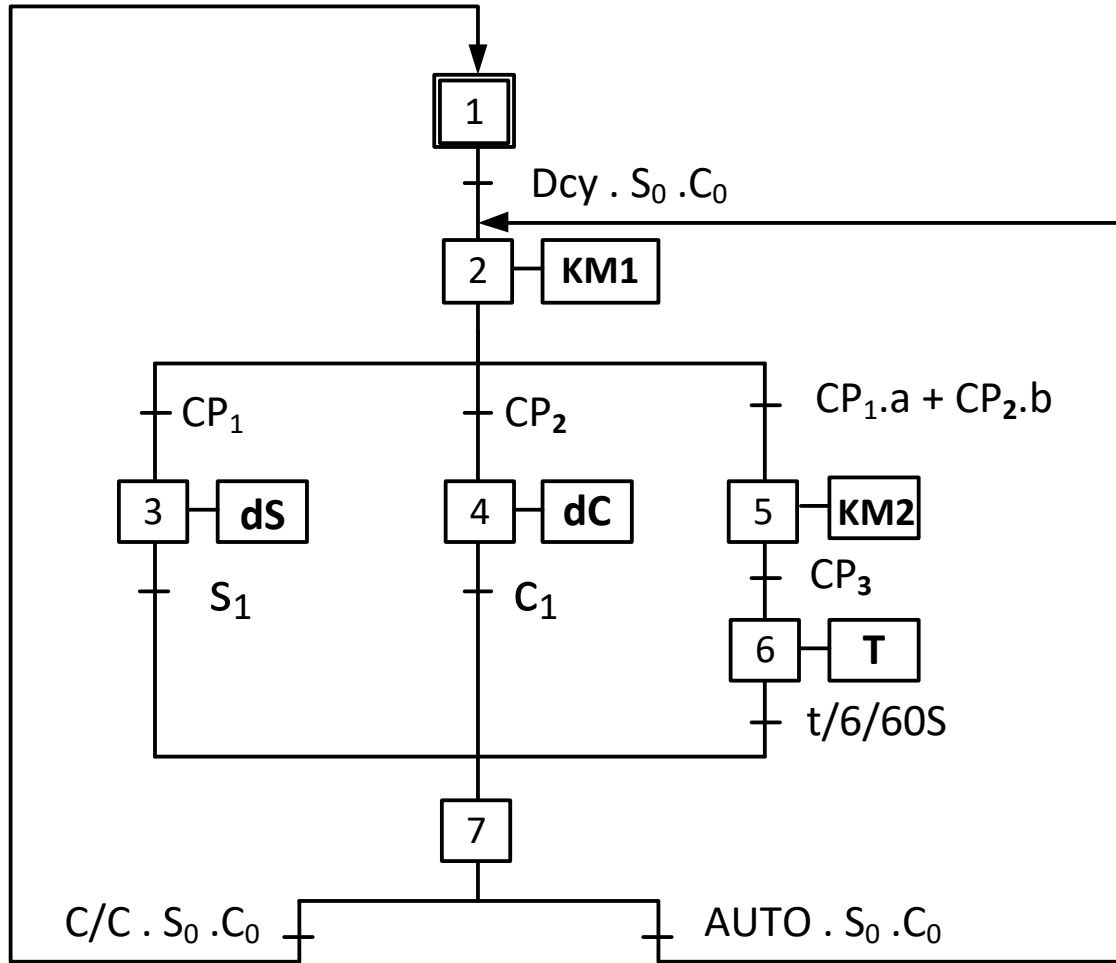 1
Dcy . S₀ .C₀
2 KM1
CP₁ CP₂ CP₁.a + CP₂.b
3 dS 4 dC 5 KM2
S₁ C₁ CP₃
6 T
t/6/60S
7
C/C . S₀ .C₀ AUTO . S₀ .C₀